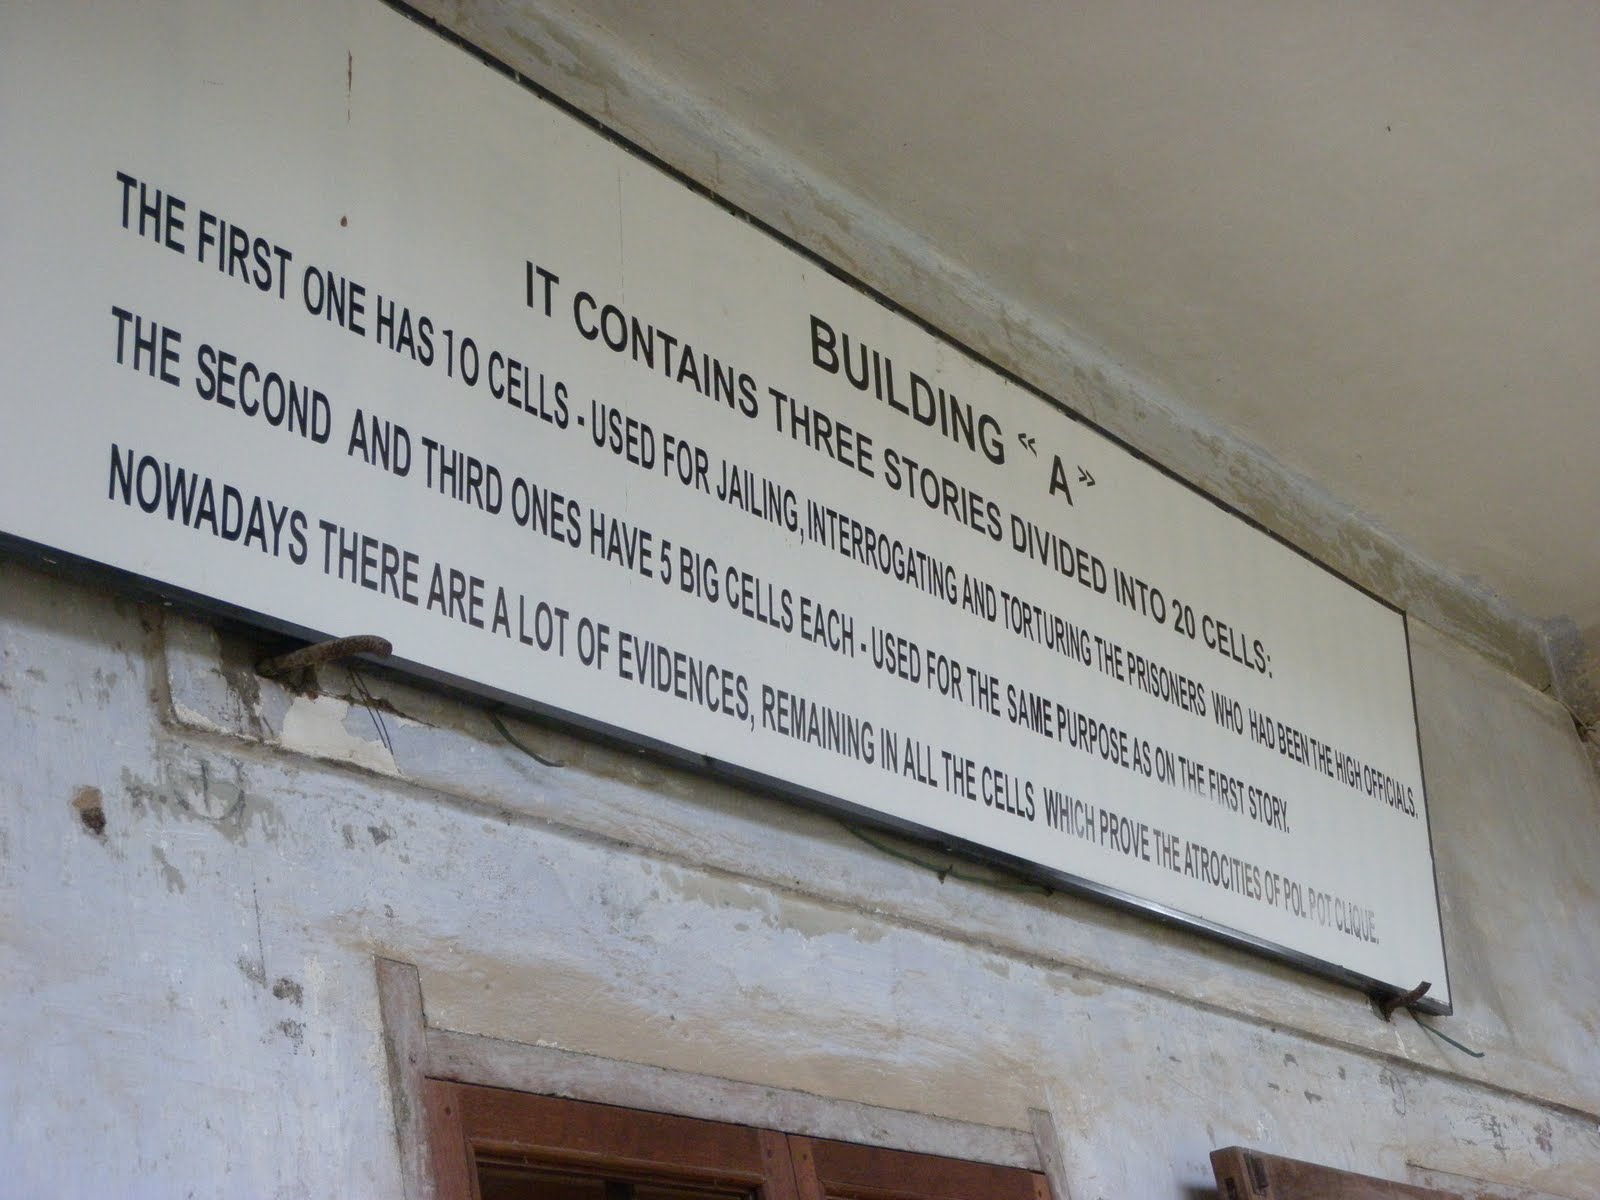 BUILDING « A »
IT CONTAINS THREE STORIES DIVIDED INTO 20 CELLS:
THE FIRST ONE HAS 10 CELLS - USED FOR JAILING, INTERROGATING AND TORTURING THE PRISONERS WHO HAD BEEN THE HIGH OFFICIALS.
THE SECOND AND THIRD ONES HAVE 5 BIG CELLS EACH - USED FOR THE SAME PURPOSE AS ON THE FIRST STORY.
NOWADAYS THERE ARE A LOT OF EVIDENCES, REMAINING IN ALL THE CELLS WHICH PROVE THE ATROCITIES OF POL POT CLIQUE.